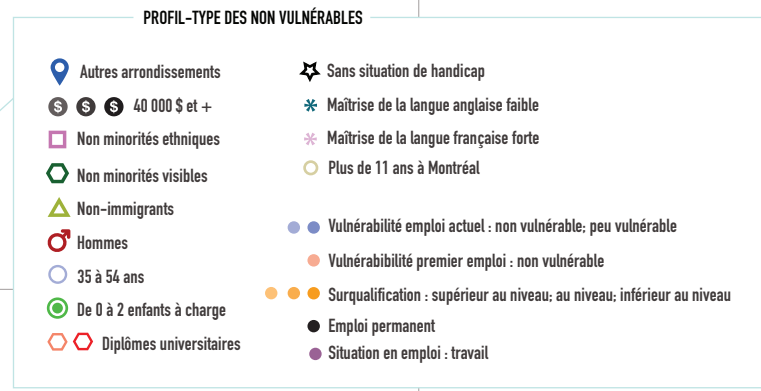 PROFIL-TYPE DES NON VULNÉRABLES
Autres arrondissements
$ $ $ 40 000 $ et +
Non minorités ethniques
Non minorités visibles
Non-immigrants
Hommes
35 à 54 ans
De 0 à 2 enfants à charge
Diplômes universitaires
Sans situation de handicap
Maîtrise de la langue anglaise faible
Maîtrise de la langue française forte
Plus de 11 ans à Montréal
Vulnérabilité emploi actuel : non vulnérable; peu vulnérable
Vulnérabibilité premier emploi : non vulnérable
Surqualification : supérieur au niveau; au niveau; inférieur au niveau
Emploi permanent
Situation en emploi : travail